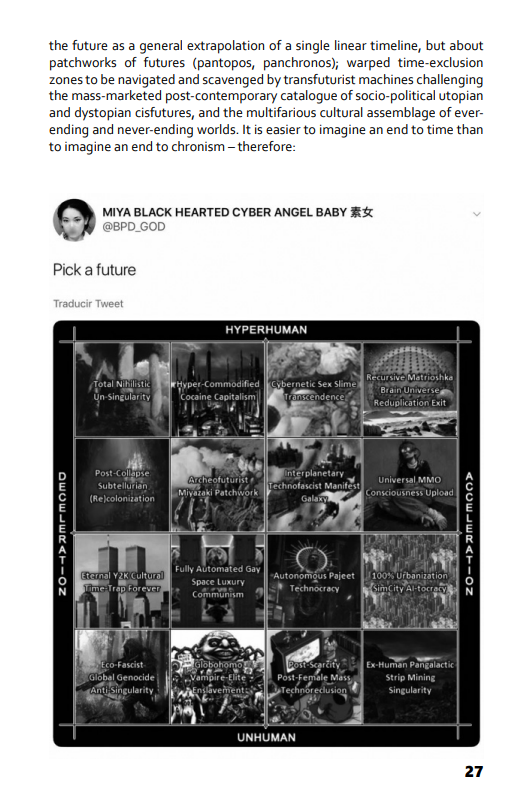 the future as a general extrapolation of a single linear timeline, but about
patchworks of futures (pantopos, panchronos); warped time-exclusion
zones to be navigated and scavenged by transfuturist machines challenging
the mass-marketed post-contemporary catalogue of socio-political utopian
and dystopian cisfutures, and the multifarious cultural assemblage of ever-
ending and never-ending worlds. It is easier to imagine an end to time than
to imagine an end to chronism – therefore:
MIYA BLACK HEARTED CYBER ANGEL BABY 素女
@BPD_GOD
Pick a future
Traducir Tweet
HYPERHUMAN
DECELERATION
ACCELERATION
Total Nihilistic
Un-Singularity
Hyper-Commodified
Cocaine Capitalism
Cybernetic Sex Slime
Transcendence
Recursive Matrioshka
Brain Universe
Reduplication Exit
Post-Collapse
Subtellurian
(Re)colonization
Archeofuturist
Miyazaki Patchwork
Interplanetary
Technofascist Manifest
Galaxy
Universal MMO
Consciousness Upload
Eternal Y2K Cultural
Time-Trap Forever
Fully Automated Gay
Space Luxury
Communism
Autonomous Pajeet
Technocracy
100% Urbanization
SimCity AI-tocracy
Eco-Fascist
Global Genocide
Anti-Singularity
Globohomo
Vampire-Elite
Enslavement
Post-Scarcity
Post-Female Mass
Technoreclusion
Ex-Human Pangalactic
Strip Mining
Singularity
UNHUMAN
27